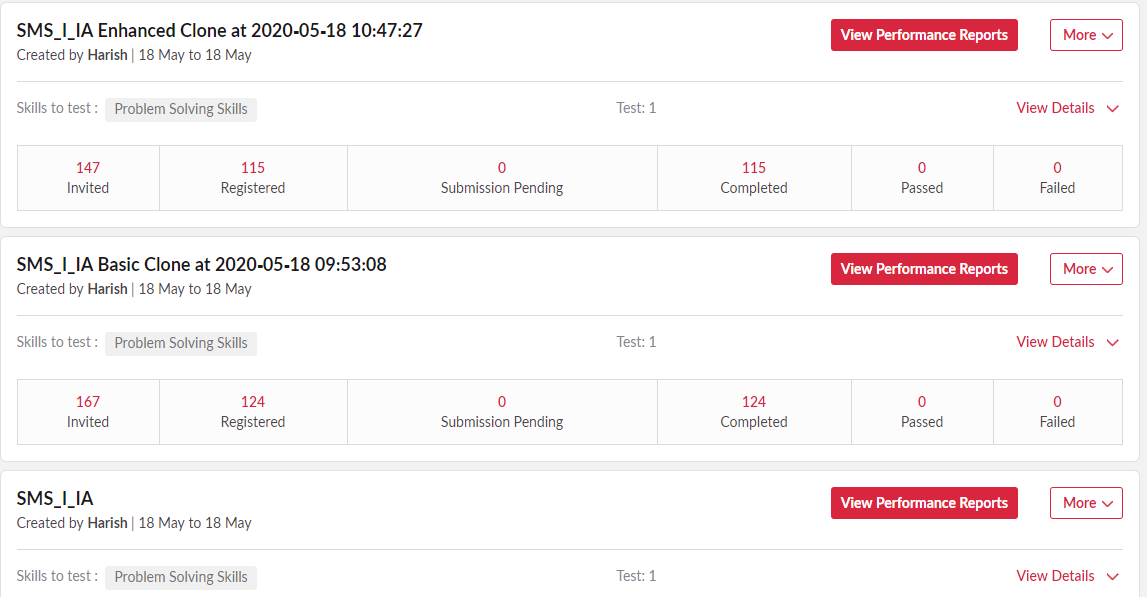 SMS_I_IA Enhanced Clone at 2020-05-18 10:47:27
View Performance Reports
More
Created by Harish | 18 May to 18 May
Skills to test : Problem Solving Skills
Test: 1
View Details
147 115 0 115 0 0
Invited Registered Submission Pending Completed Passed Failed
SMS_I_IA Basic Clone at 2020-05-18 09:53:08
View Performance Reports
More
Created by Harish | 18 May to 18 May
Skills to test : Problem Solving Skills
Test: 1
View Details
167 124 0 124 0 0
Invited Registered Submission Pending Completed Passed Failed
SMS_I_IA
View Performance Reports
More
Created by Harish | 18 May to 18 May
Skills to test : Problem Solving Skills
Test: 1
View Details